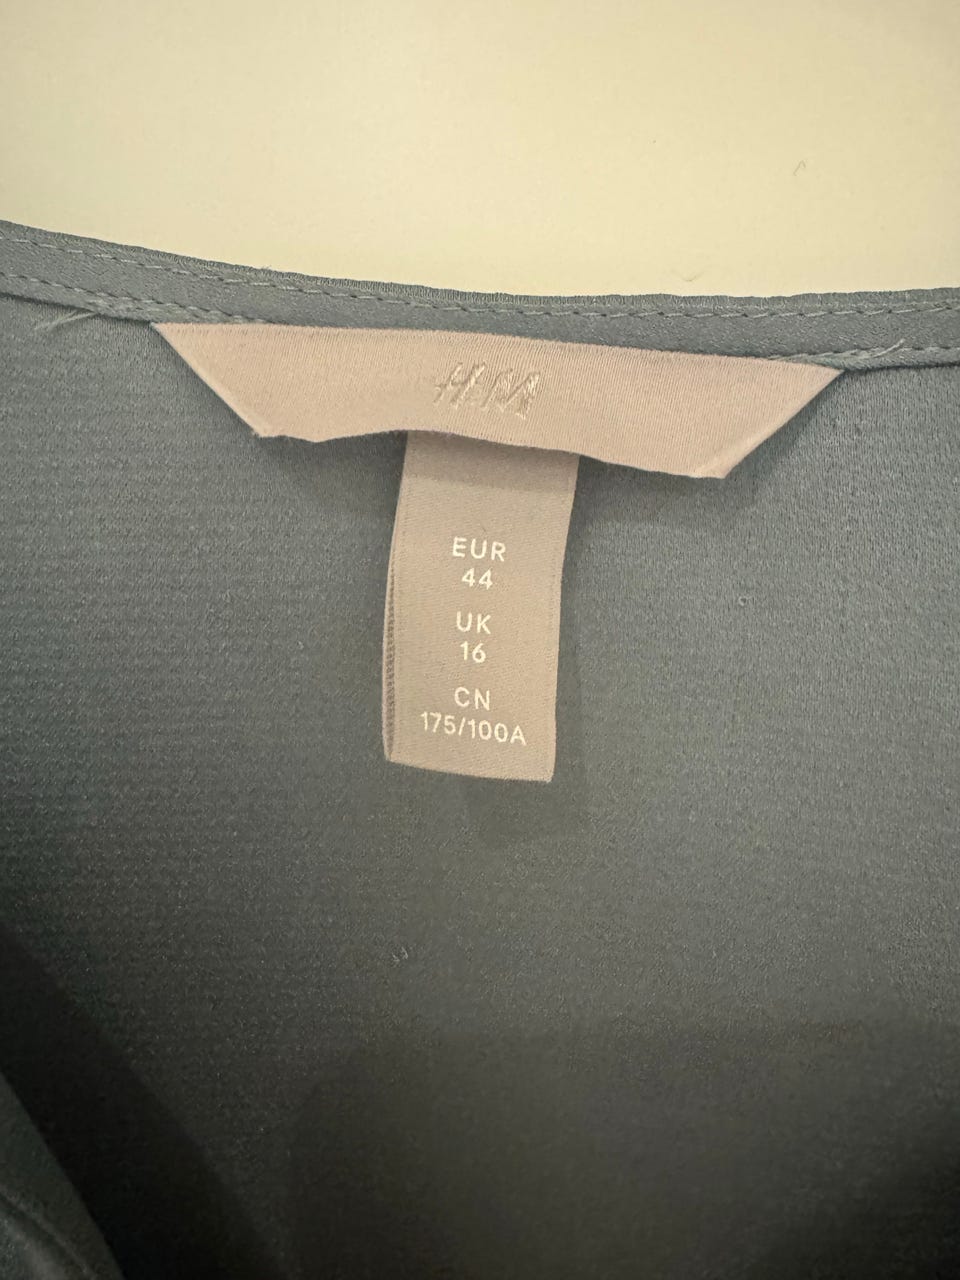 H&M
EUR
44
UK
16
CN
175/100A